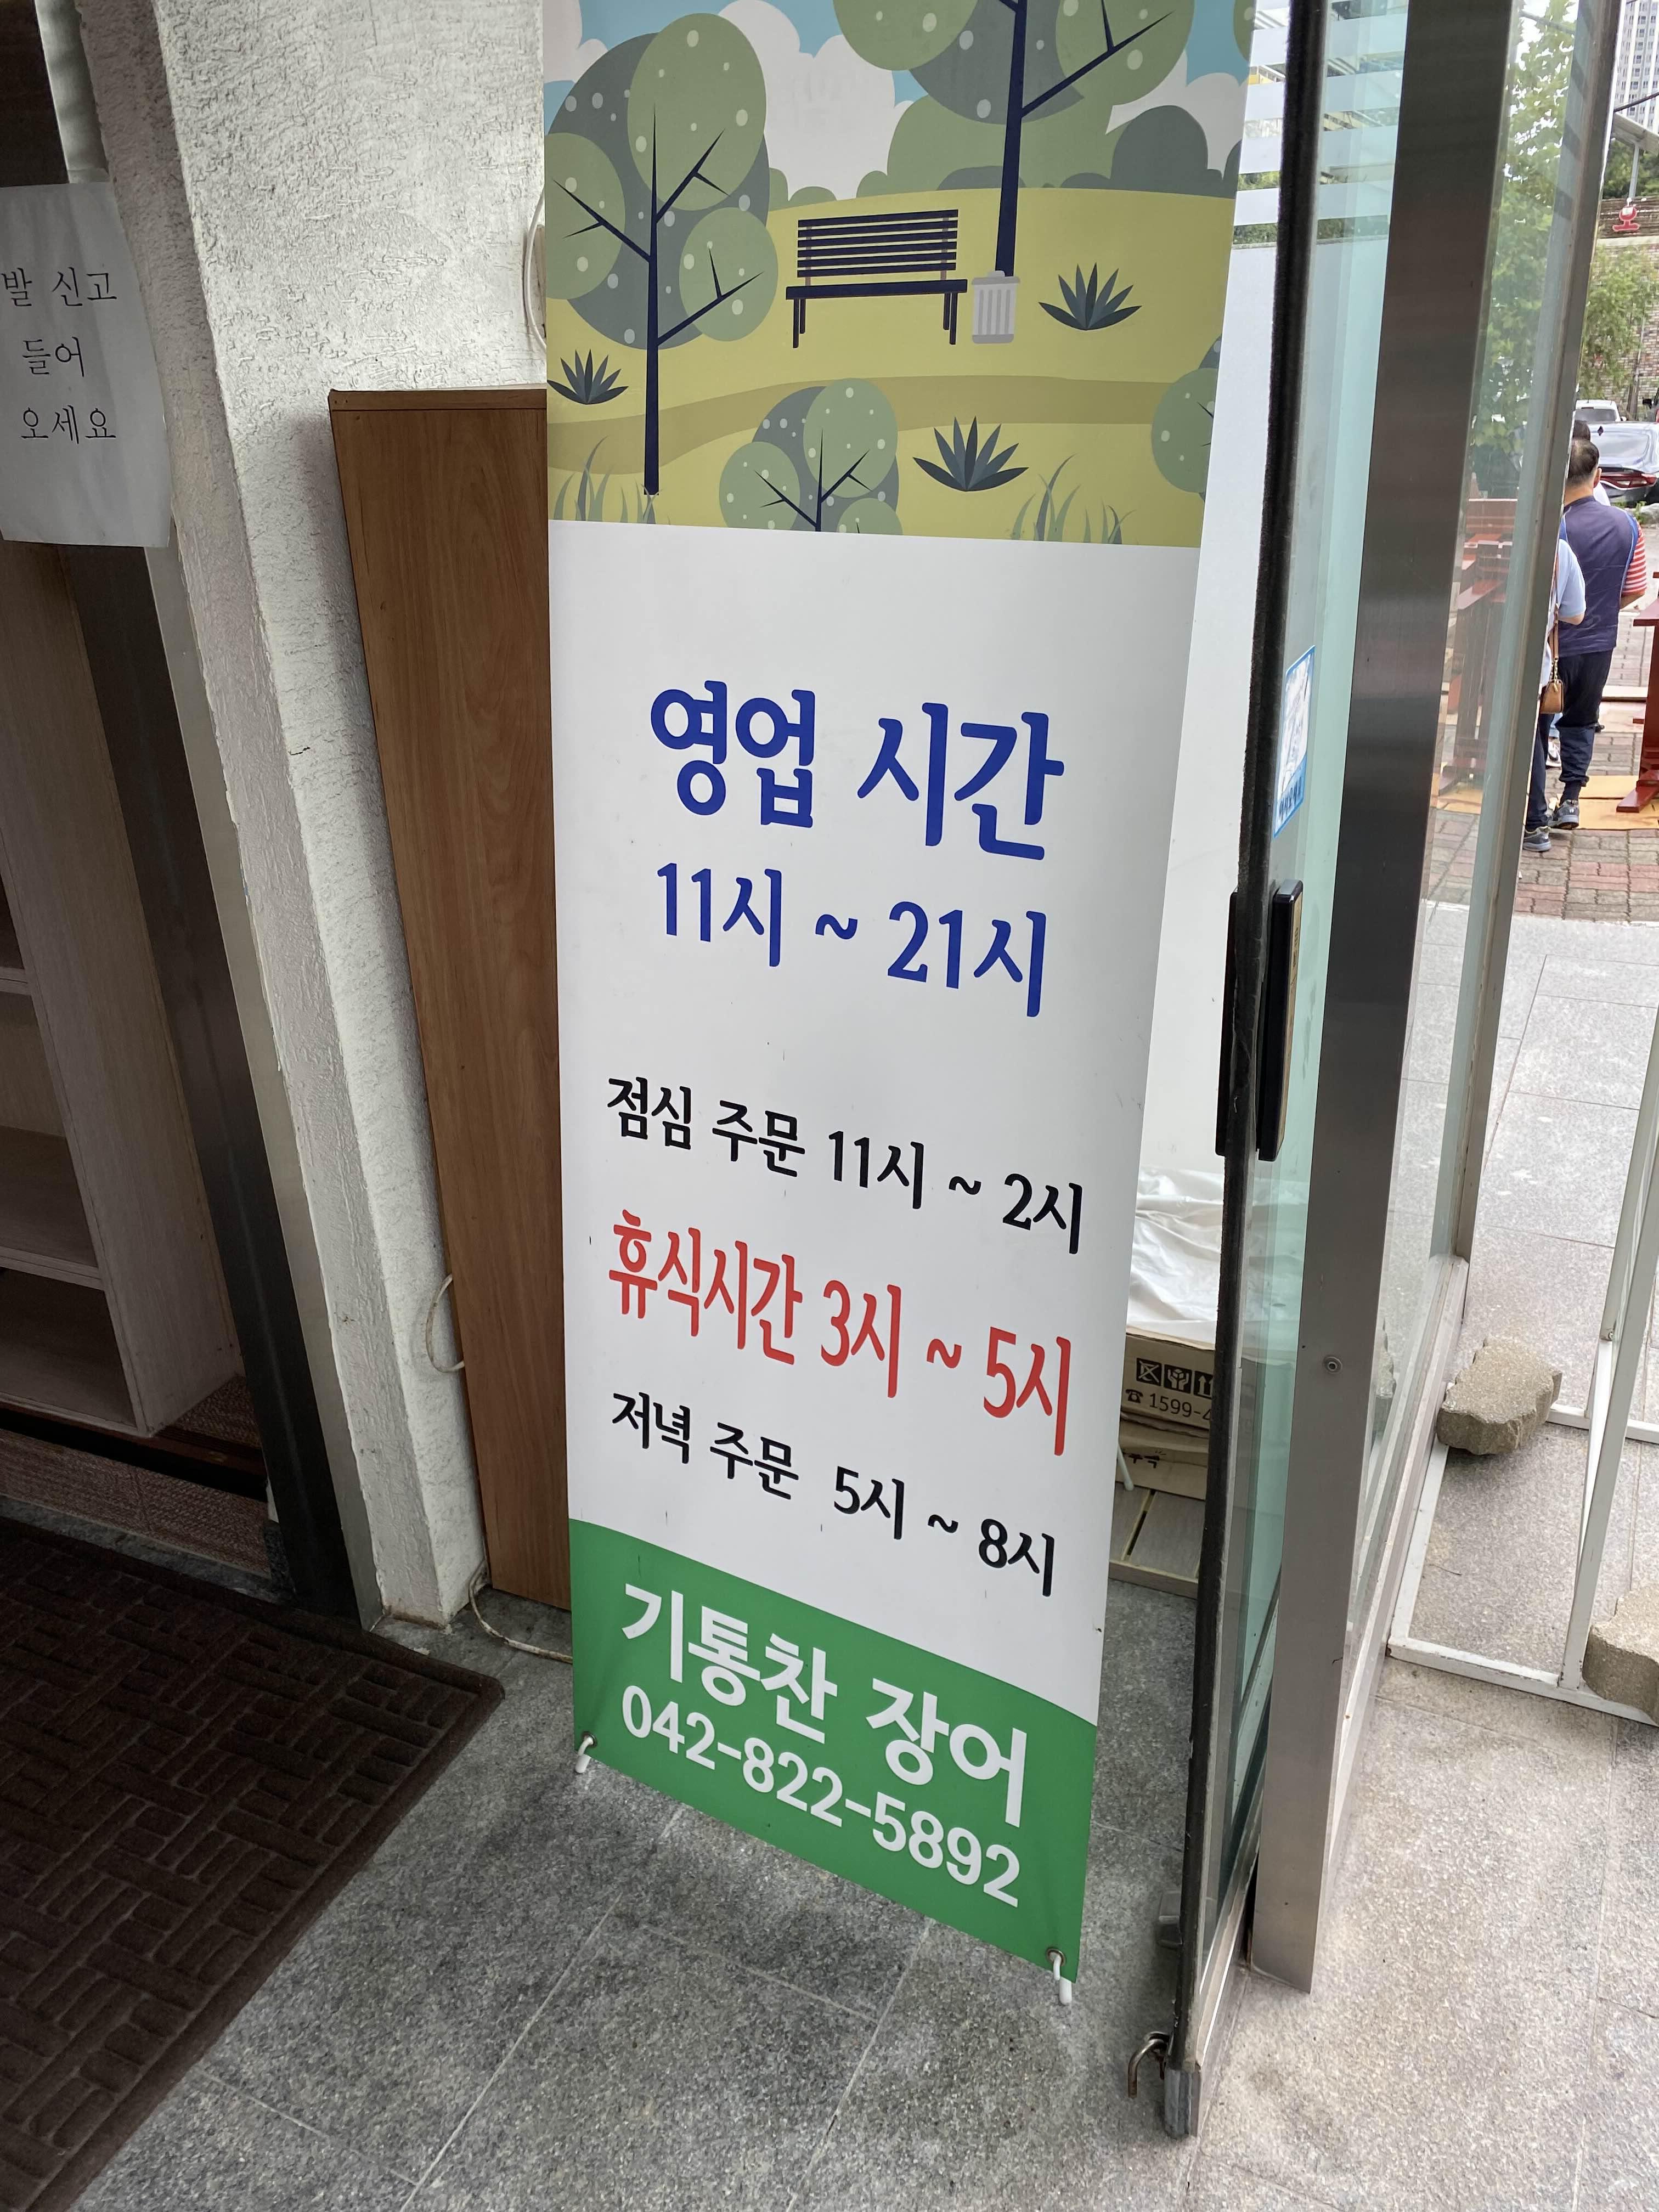 발 신고
들어
오세요
영업 시간
11시 ~ 21시
점심 주문 11시 ~ 2시
휴식시간 3시 ~ 5시
저녁 주문 5시 ~ 8시
기통찬 장어
042-822-5892
☎ 1599-4